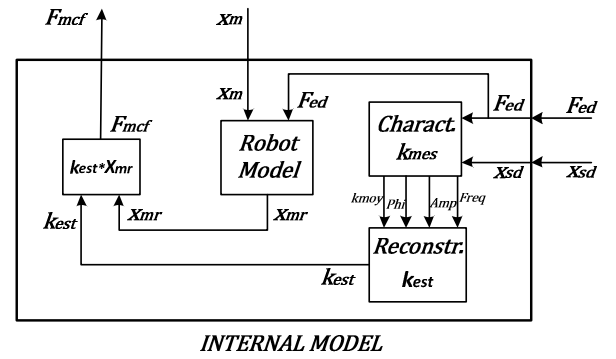 Fmcf
xm
xm
Fed
Fed
Fed
Fmcf
Charact.
kmes
Robot
Model
kest*Xmr
xsd
xsd
kmoy
Phi
Amp
Freq
kest
xmr
xmr
Reconstr.
kest
kest
INTERNAL MODEL